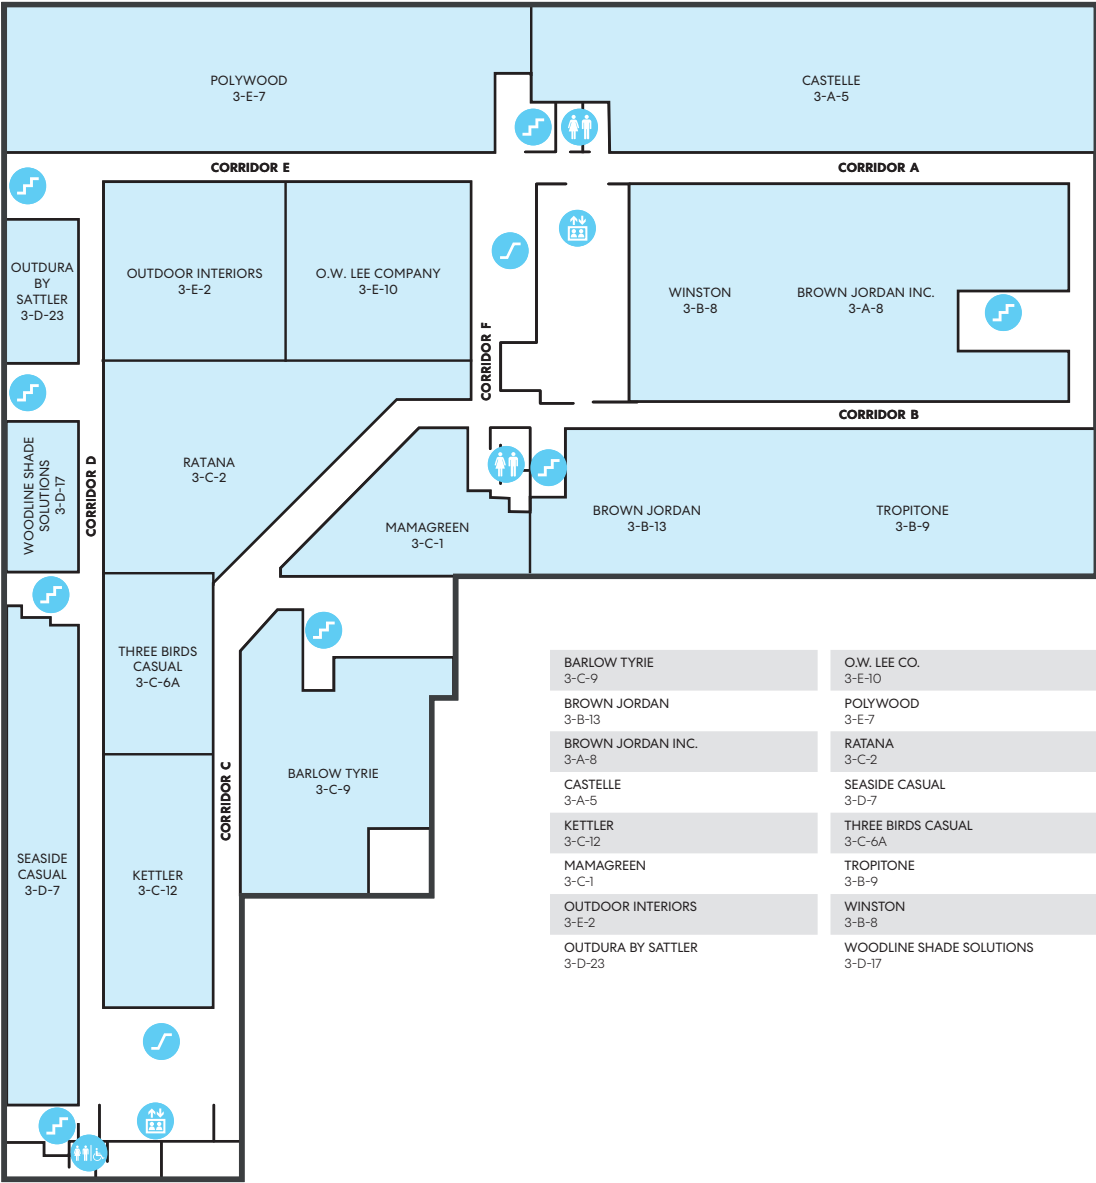 POLYWOOD
3-E-7
CASTELLE
3-A-5
CORRIDOR E
CORRIDOR A
OUTDURA
BY
SATTLER
3-D-23
OUTDOOR INTERIORS
3-E-2
O.W. LEE COMPANY
3-E-10
CORRIDOR F
WINSTON
3-B-8
BROWN JORDAN INC.
3-A-8
CORRIDOR B
WOODLINE SHADE
SOLUTIONS
3-D-17
CORRIDOR D
RATANA
3-C-2
MAMAGREEN
3-C-1
BROWN JORDAN
3-B-13
TROPITONE
3-B-9
THREE BIRDS
CASUAL
3-C-6A
CORRIDOR C
BARLOW TYRIE
3-C-9
SEASIDE
CASUAL
3-D-7
KETTLER
3-C-12
BARLOW TYRIE
3-C-9
BROWN JORDAN
3-B-13
BROWN JORDAN INC.
3-A-8
CASTELLE
3-A-5
KETTLER
3-C-12
MAMAGREEN
3-C-1
OUTDOOR INTERIORS
3-E-2
OUTDURA BY SATTLER
3-D-23
O.W. LEE CO.
3-E-10
POLYWOOD
3-E-7
RATANA
3-C-2
SEASIDE CASUAL
3-D-7
THREE BIRDS CASUAL
3-C-6A
TROPITONE
3-B-9
WINSTON
3-B-8
WOODLINE SHADE SOLUTIONS
3-D-17